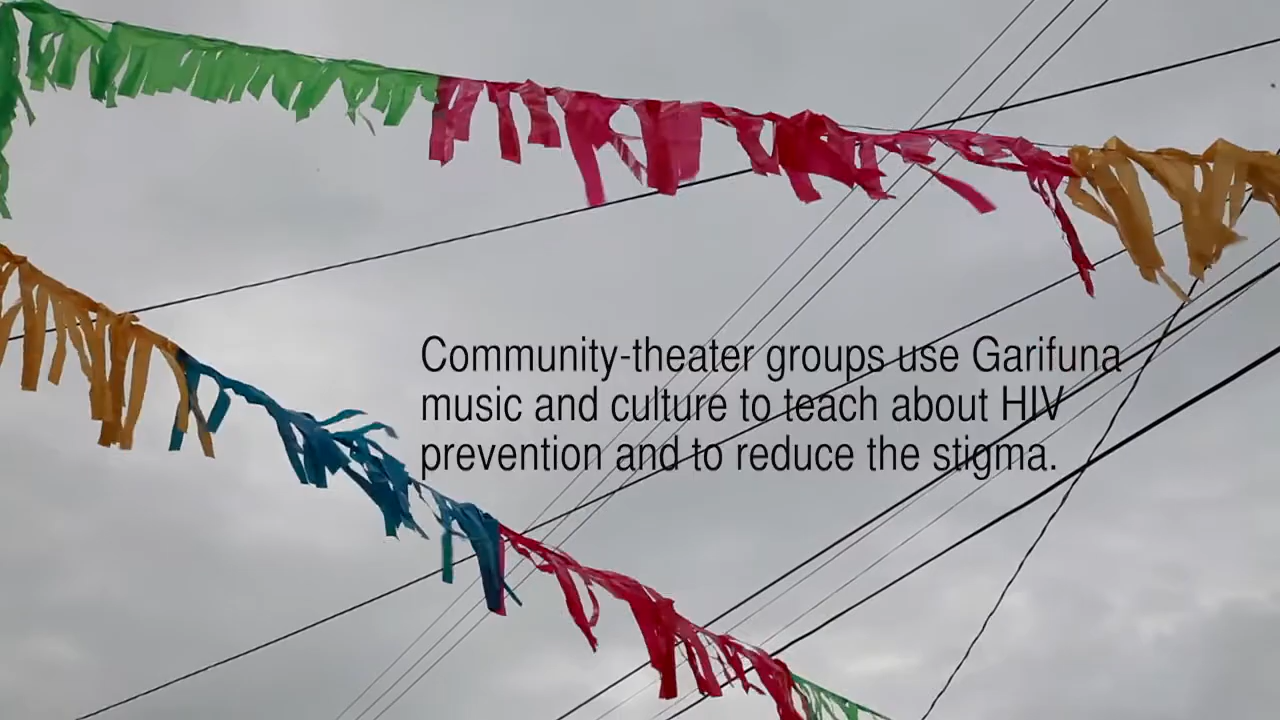 Community-theater groups use Garifuna
music and culture to teach about HIV
prevention and to reduce the stigma.